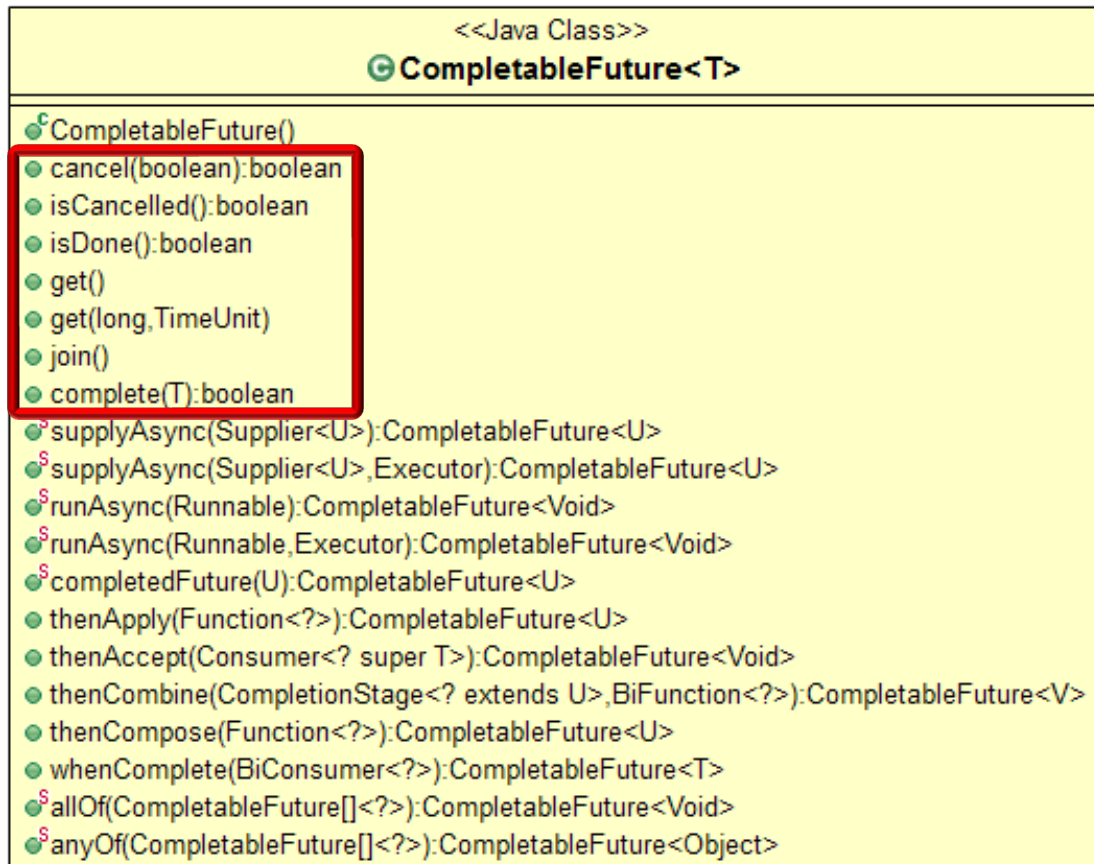 <<Java Class>>
CompletableFuture<T>
CompletableFuture()
cancel(boolean):boolean
isCancelled():boolean
isDone():boolean
get()
get(long,TimeUnit)
join()
complete(T):boolean
supplyAsync(Supplier<U>):CompletableFuture<U>
supplyAsync(Supplier<U>,Executor):CompletableFuture<U>
runAsync(Runnable):CompletableFuture<Void>
runAsync(Runnable,Executor):CompletableFuture<Void>
completedFuture(U):CompletableFuture<U>
thenApply(Function<?>):CompletableFuture<U>
thenAccept(Consumer<? super T>):CompletableFuture<Void>
thenCombine(CompletionStage<? extends U>,BiFunction<?>):CompletableFuture<V>
thenCompose(Function<?>):CompletableFuture<U>
whenComplete(BiConsumer<?>):CompletableFuture<T>
allOf(CompletableFuture[]<?>):CompletableFuture<Void>
anyOf(CompletableFuture[]<?>):CompletableFuture<Object>